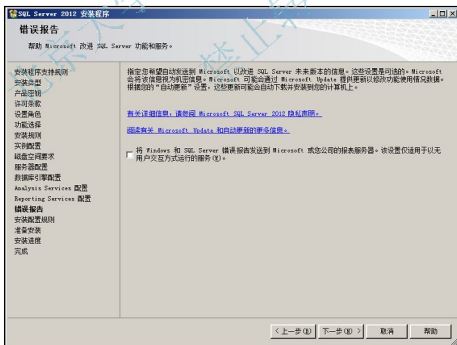 SQL Server 2012 安装程序
错误报告
帮助 Microsoft 改进 SQL Server 功能和服务。
安装程序支持规则
安装类型
产品密钥
许可条款
设置角色
功能选择
安装规则
实例配置
磁盘空间要求
服务器配置
数据库引擎配置
Analysis Services 配置
Reporting Services 配置
错误报告
安装配置规则
准备安装
安装进度
完成
指定您希望自动发送到 Microsoft 以改进 SQL Server 未来版本的信息。这些设置是可选的。Microsoft
会将该信息视为机密信息。Microsoft 可能会通过 Microsoft Update 提供更新以修改功能使用情况数据。
根据您的“自动更新”设置，这些更新可能会自动下载并安装到您的计算机上。
有关详细信息，请参阅 Microsoft SQL Server 2012 隐私声明。
阅读有关 Microsoft Update 和自动更新的更多信息。
将 Windows 和 SQL Server 错误报告发送到 Microsoft 或您公司的报表服务器。该设置仅适用于以无
用户交互方式运行的服务(W)。
< 上一步(B)
下一步(N) >
取消
帮助